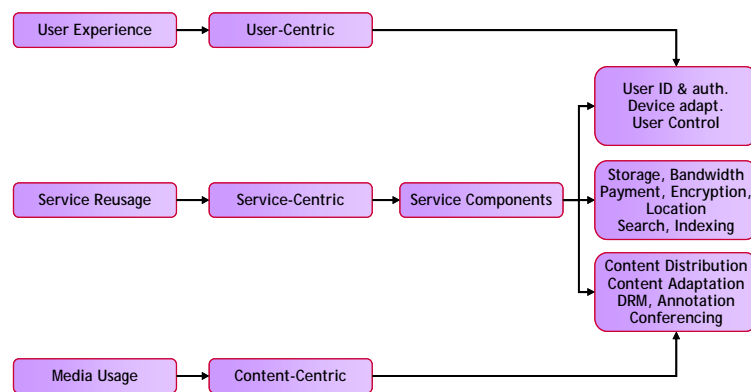 User Experience
User-Centric
User ID & auth.
Device adapt.
User Control
Service Reusage
Service-Centric
Service Components
Storage, Bandwidth
Payment, Encryption,
Location
Search, Indexing
Content Distribution
Content Adaptation
DRM, Annotation
Conferencing
Media Usage
Content-Centric